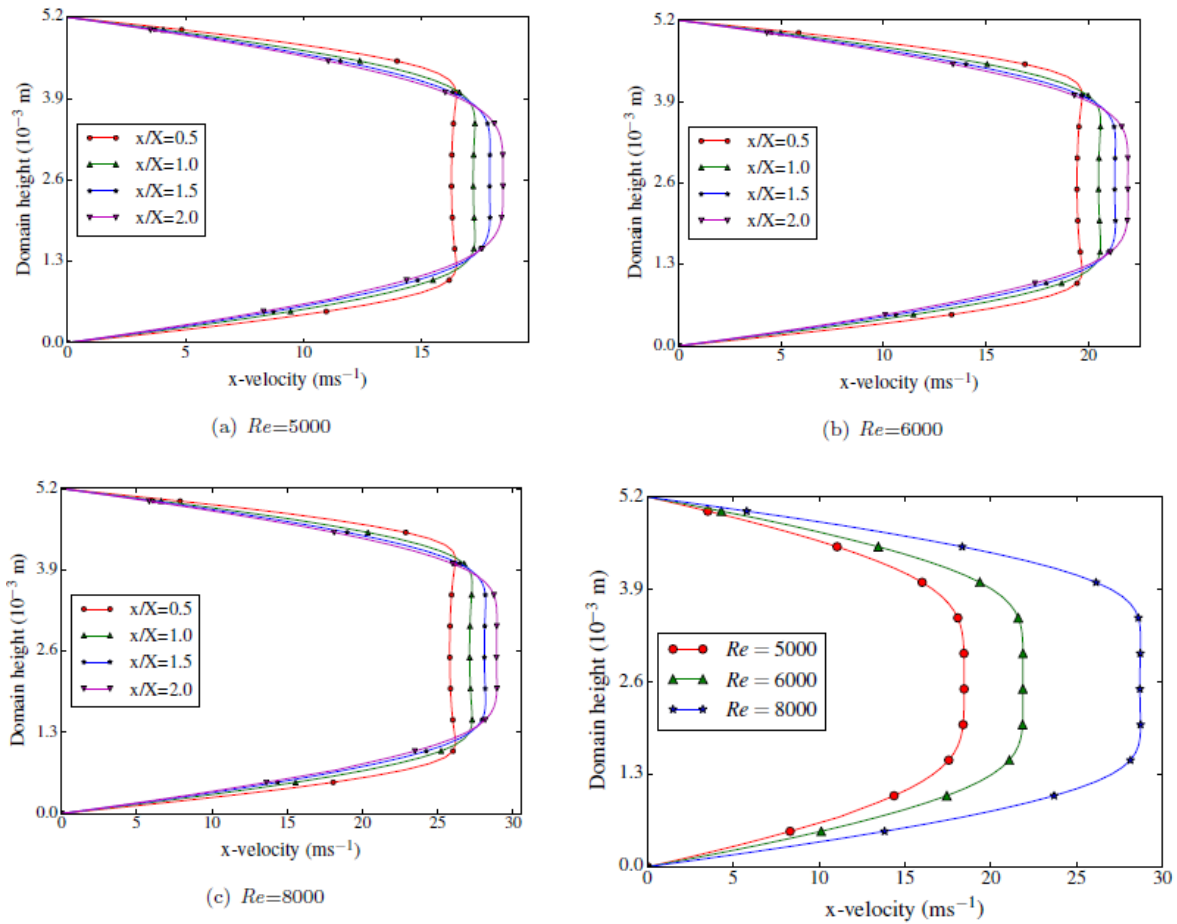 5.2
3.9
2.6
1.3
0.0
Domain height (10⁻³ m)
x/X=0.5
x/X=1.0
x/X=1.5
x/X=2.0
0 5 10 15
x-velocity (ms⁻¹)
(a) Re=5000
5.2
3.9
2.6
1.3
0.0
Domain height (10⁻³ m)
x/X=0.5
x/X=1.0
x/X=1.5
x/X=2.0
0 5 10 15 20
x-velocity (ms⁻¹)
(b) Re=6000
5.2
3.9
2.6
1.3
0.0
Domain height (10⁻³ m)
x/X=0.5
x/X=1.0
x/X=1.5
x/X=2.0
0 5 10 15 20 25 30
x-velocity (ms⁻¹)
(c) Re=8000
5.2
3.9
2.6
1.3
0.0
Domain height (10⁻³ m)
Re = 5000
Re = 6000
Re = 8000
0 5 10 15 20 25 30
x-velocity (ms⁻¹)